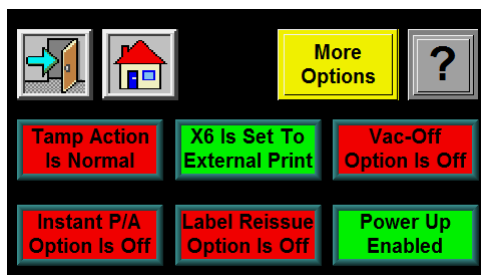 More
Options
?
Tamp Action
Is Normal
X6 Is Set To
External Print
Vac-Off
Option Is Off
Instant P/A
Option Is Off
Label Reissue
Option Is Off
Power Up
Enabled